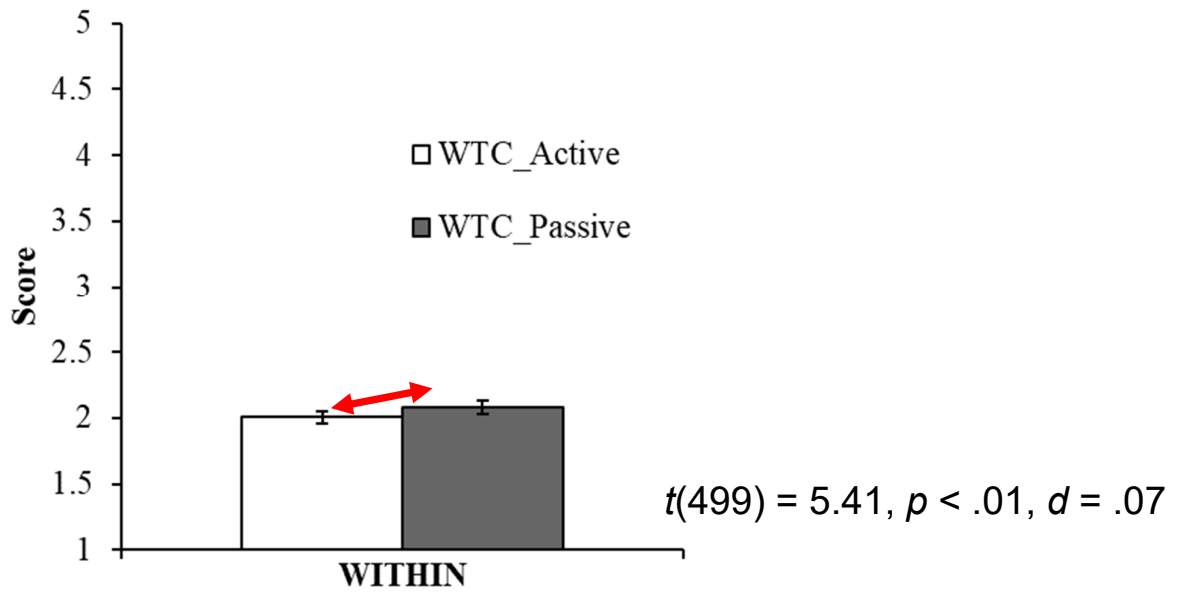 5
4.5
4
3.5
3
2.5
2
1.5
1
Score
WTC_Active
WTC_Passive
t(499) = 5.41, p < .01, d = .07
WITHIN